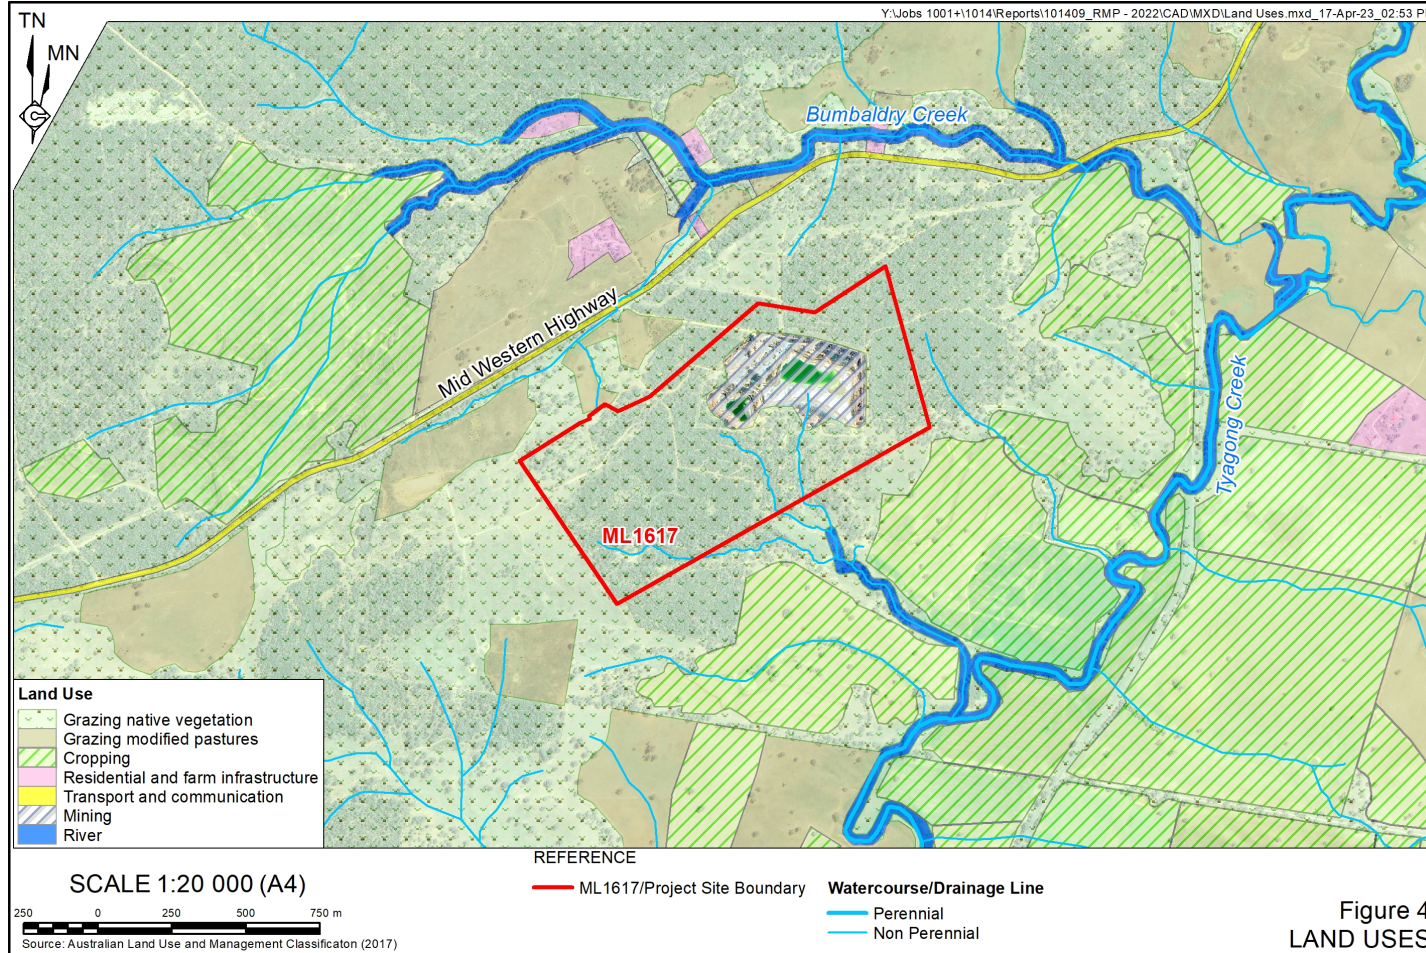 Y:\Jobs 1001+\1014\Reports\101409_RMP - 2022\CAD\MXD\Land Uses.mxd_17-Apr-23_02:53 P
TN
MN
Bumbaldry Creek
Mid Western Highway
Tyagong Creek
ML1617
Land Use
Grazing native vegetation
Grazing modified pastures
Cropping
Residential and farm infrastructure
Transport and communication
Mining
River
REFERENCE
SCALE 1:20 000 (A4)
ML1617/Project Site Boundary
Watercourse/Drainage Line
Perennial
Non Perennial
250 0 250 500 750 m
Source: Australian Land Use and Management Classificaton (2017)
Figure 4
LAND USES